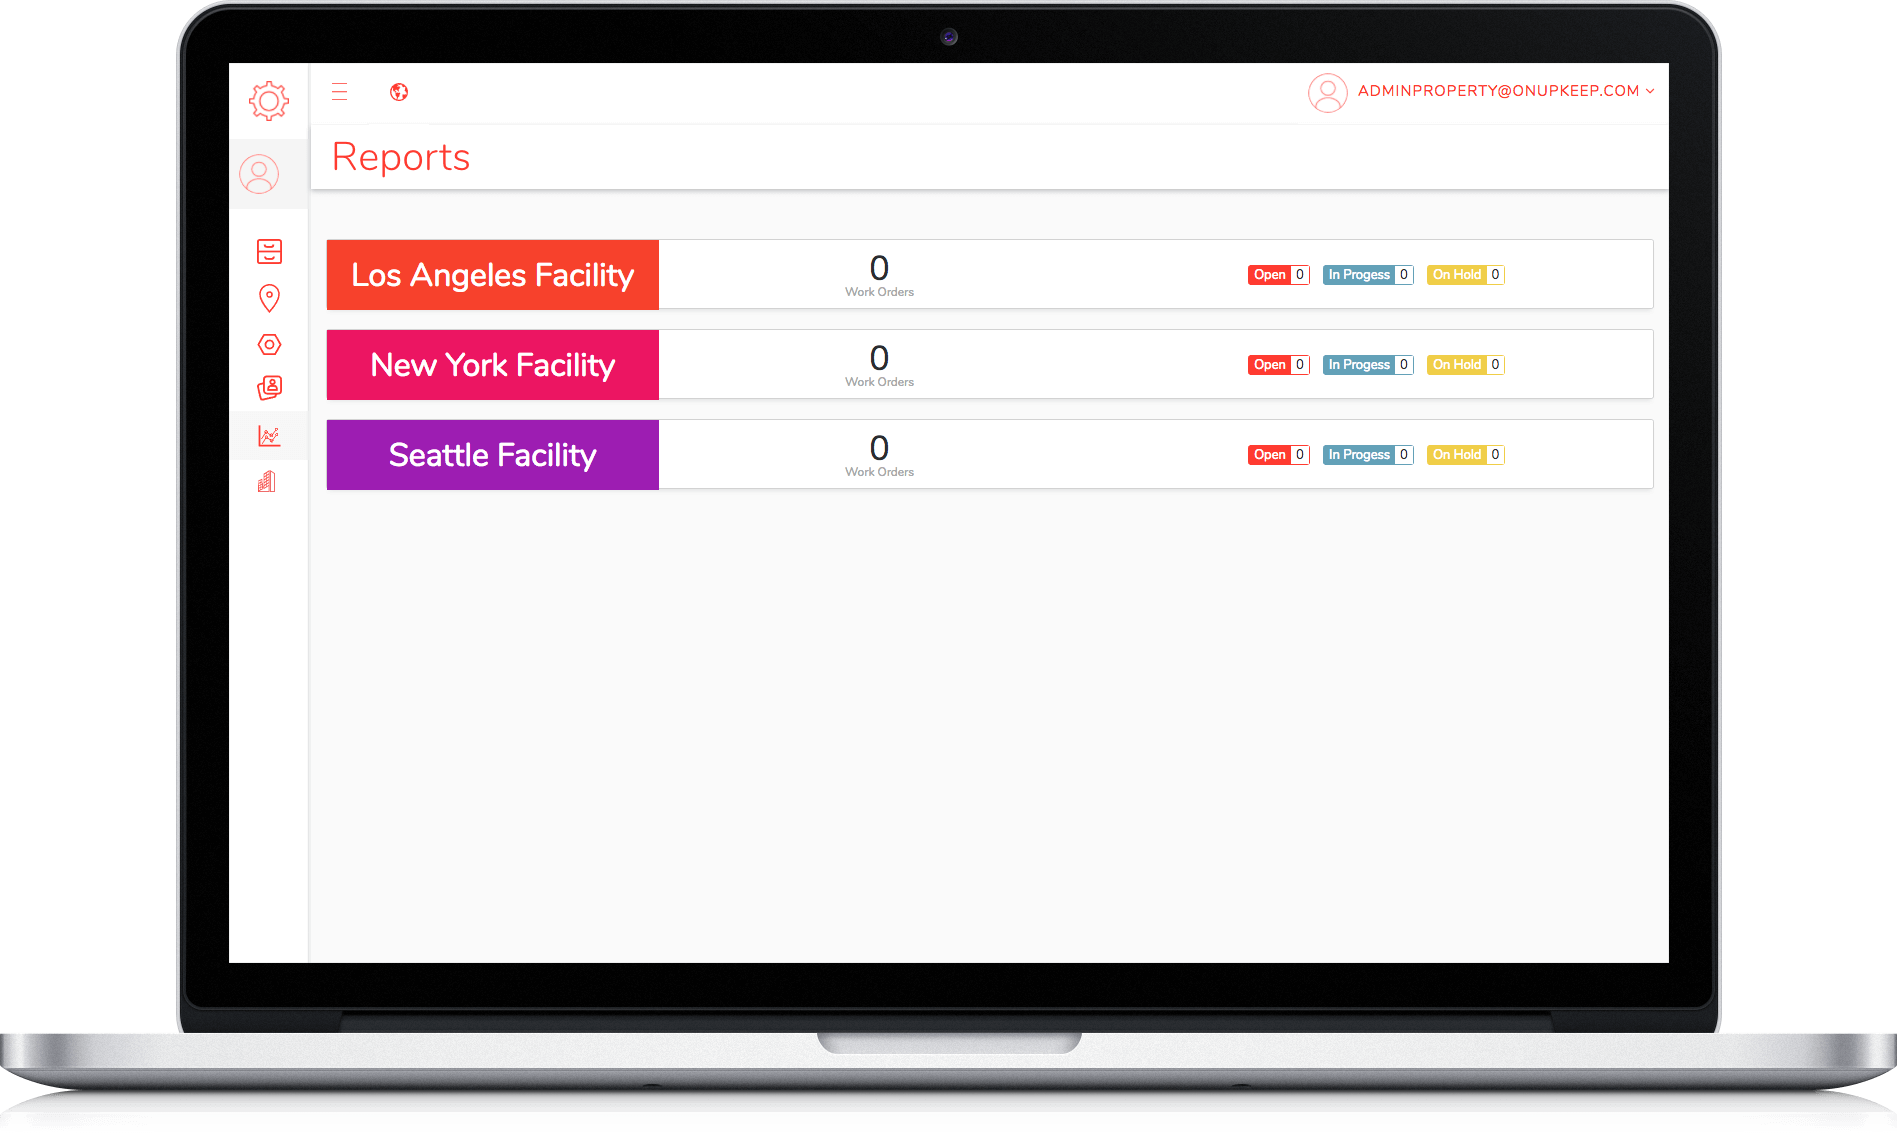 ADMINPROPERTY@ONUPKEEP.COM
Reports
Los Angeles Facility
0
Work Orders
Open 0 In Progess 0 On Hold 0
New York Facility
0
Work Orders
Open 0 In Progess 0 On Hold 0
Seattle Facility
0
Work Orders
Open 0 In Progess 0 On Hold 0